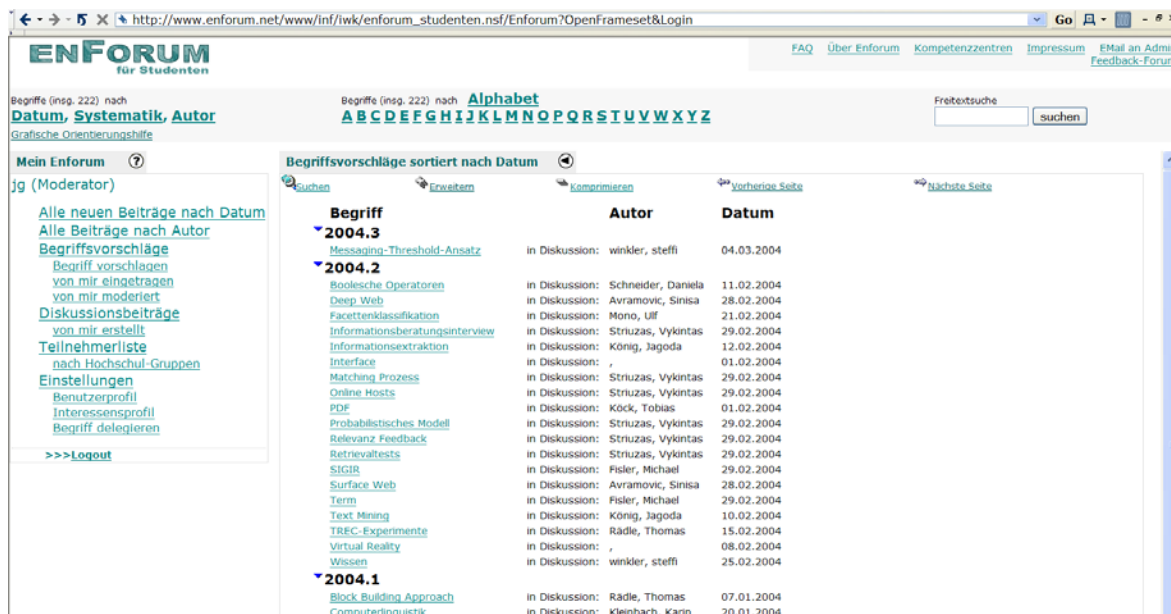 http://www.enforum.net/www/inf/iwk/enforum_studenten.nsf/Enforum?OpenFrameset&Login Go
ENFORUM
für Studenten
FAQ Über Enforum Kompetenzzentren Impressum EMail an Admi
Feedback-Forum
Begriffe (insg. 222) nach
Datum, Systematik, Autor
Grafische Orientierungshilfe
Begriffe (insg. 222) nach Alphabet
A B C D E F G H I J K L M N O P Q R S T U V W X Y Z
Freitextsuche
suchen
Mein Enforum ?
jg (Moderator)
Alle neuen Beiträge nach Datum
Alle Beiträge nach Autor
Begriffsvorschläge
Begriff vorschlagen
von mir eingetragen
von mir moderiert
Diskussionsbeiträge
von mir erstellt
Teilnehmerliste
nach Hochschul-Gruppen
Einstellungen
Benutzerprofil
Interessensprofil
Begriff delegieren
>>>Logout
Begriffsvorschläge sortiert nach Datum
Suchen Erweitern Komprimieren Vorherige Seite Nächste Seite
Begriff Autor Datum
2004.3
Messaging-Threshold-Ansatz in Diskussion: winkler, steffi 04.03.2004
2004.2
Boolesche Operatoren in Diskussion: Schneider, Daniela 11.02.2004
Deep Web in Diskussion: Avramovic, Sinisa 28.02.2004
Facettenklassifikation in Diskussion: Mono, Ulf 21.02.2004
Informationsberatungsinterview in Diskussion: Striuzas, Vykintas 29.02.2004
Informationsextraktion in Diskussion: König, Jagoda 12.02.2004
Interface in Diskussion: , 01.02.2004
Matching Prozess in Diskussion: Striuzas, Vykintas 29.02.2004
Online Hosts in Diskussion: Striuzas, Vykintas 29.02.2004
PDF in Diskussion: Köck, Tobias 01.02.2004
Probabilistisches Modell in Diskussion: Striuzas, Vykintas 29.02.2004
Relevanz Feedback in Diskussion: Striuzas, Vykintas 29.02.2004
Retrievaltests in Diskussion: Striuzas, Vykintas 29.02.2004
SIGIR in Diskussion: Fisler, Michael 29.02.2004
Surface Web in Diskussion: Avramovic, Sinisa 28.02.2004
Term in Diskussion: Fisler, Michael 29.02.2004
Text Mining in Diskussion: König, Jagoda 10.02.2004
TREC-Experimente in Diskussion: Rädle, Thomas 15.02.2004
Virtual Reality in Diskussion: , 08.02.2004
Wissen in Diskussion: winkler, steffi 25.02.2004
2004.1
Block Building Approach in Diskussion: Rädle, Thomas 07.01.2004
Computerlinguistik in Diskussion: Kleinbach, Karin 20.01.2004